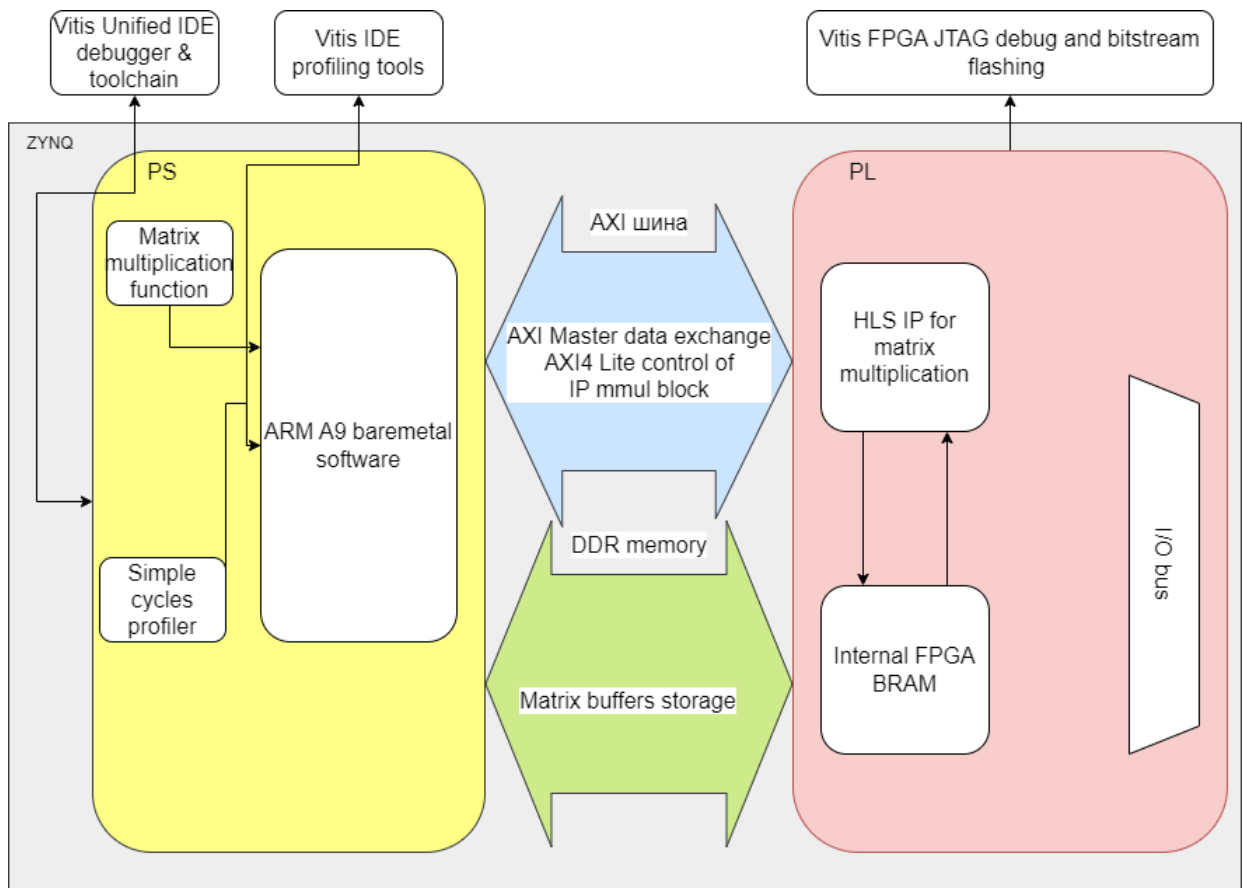 Vitis Unified IDE
debugger &
toolchain
Vitis IDE
profiling tools
Vitis FPGA JTAG debug and bitstream
flashing
ZYNQ
PS
Matrix
multiplication
function
ARM A9 baremetal
software
Simple
cycles
profiler
AXI шина
AXI Master data exchange
AXI4 Lite control of
IP mmul block
DDR memory
Matrix buffers storage
PL
HLS IP for
matrix
multiplication
Internal FPGA
BRAM
I/O bus